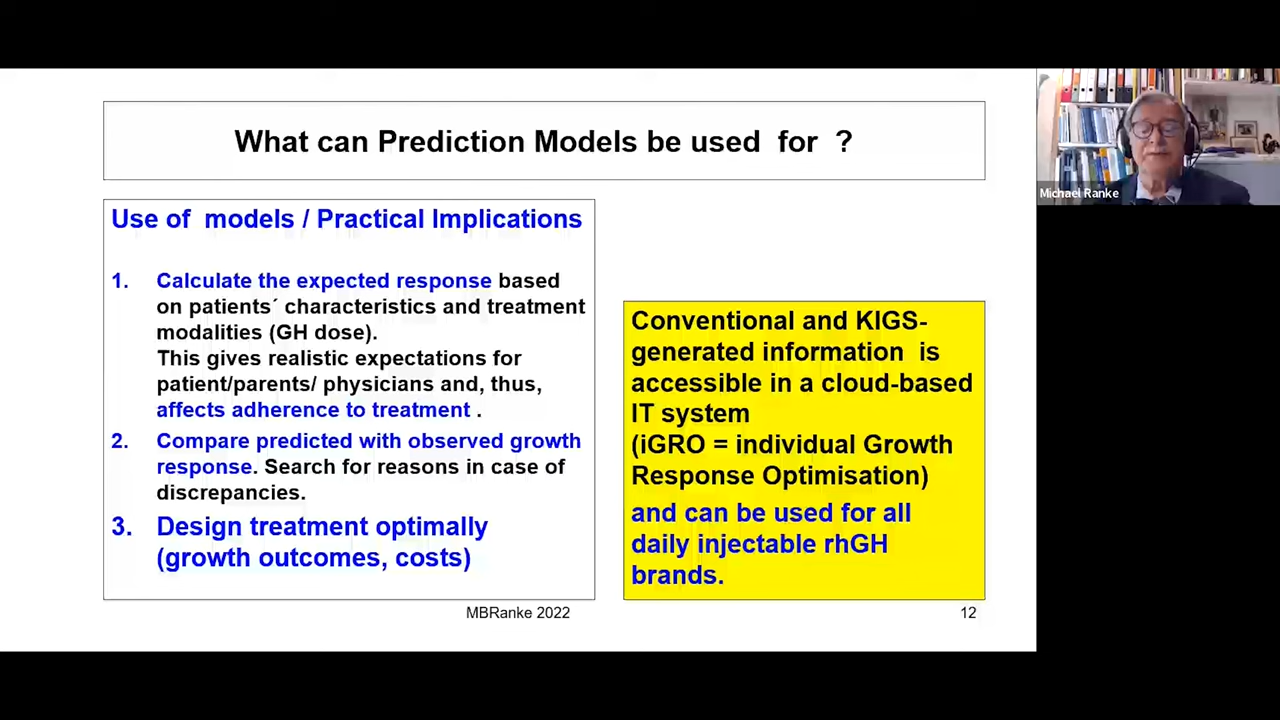 What can Prediction Models be used for ?
Use of models / Practical Implications
1. Calculate the expected response based
on patients´ characteristics and treatment
modalities (GH dose).
This gives realistic expectations for
patient/parents/ physicians and, thus,
affects adherence to treatment .
2. Compare predicted with observed growth
response. Search for reasons in case of
discrepancies.
3. Design treatment optimally
(growth outcomes, costs)
Conventional and KIGS-
generated information is
accessible in a cloud-based
IT system
(iGRO = individual Growth
Response Optimisation)
and can be used for all
daily injectable rhGH
brands.
MBRanke 2022
12
Michael Ranke